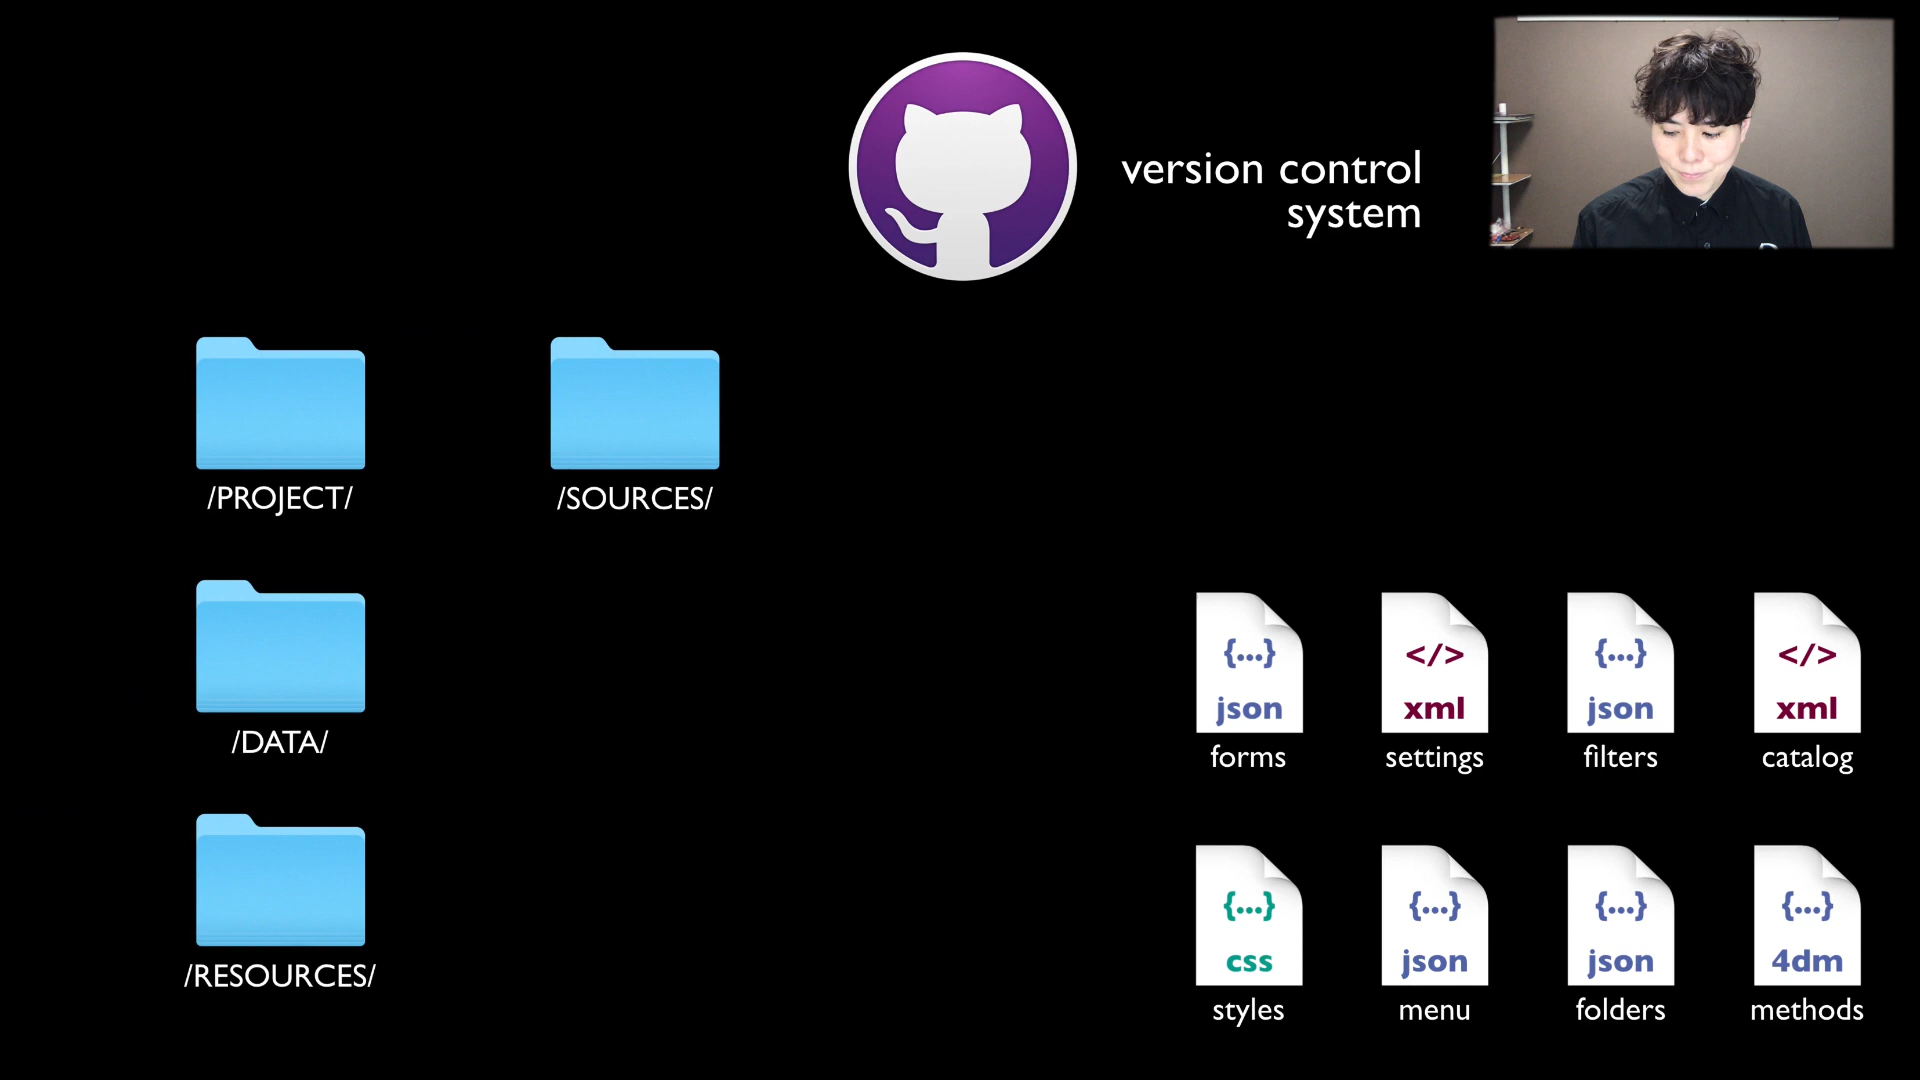 version control
system
/PROJECT/
/SOURCES/
/DATA/
/RESOURCES/
{...}
json
forms
</>
xml
settings
{...}
json
filters
</>
xml
catalog
{...}
css
styles
{...}
json
menu
{...}
json
folders
{...}
4dm
methods